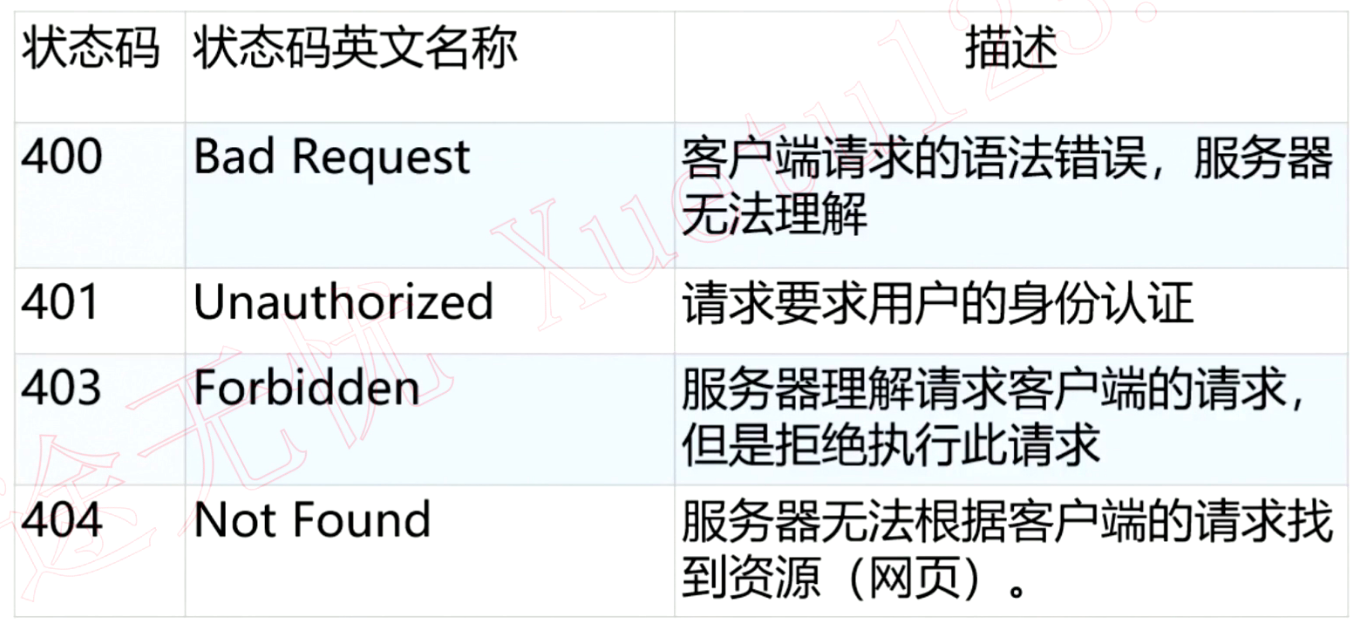 状态码 状态码英文名称 描述
400 Bad Request 客户端请求的语法错误，服务器
无法理解
401 Unauthorized 请求要求用户的身份认证
403 Forbidden 服务器理解请求客户端的请求，
但是拒绝执行此请求
404 Not Found 服务器无法根据客户端的请求找
到资源（网页）。
途无忧 Xuetu125.